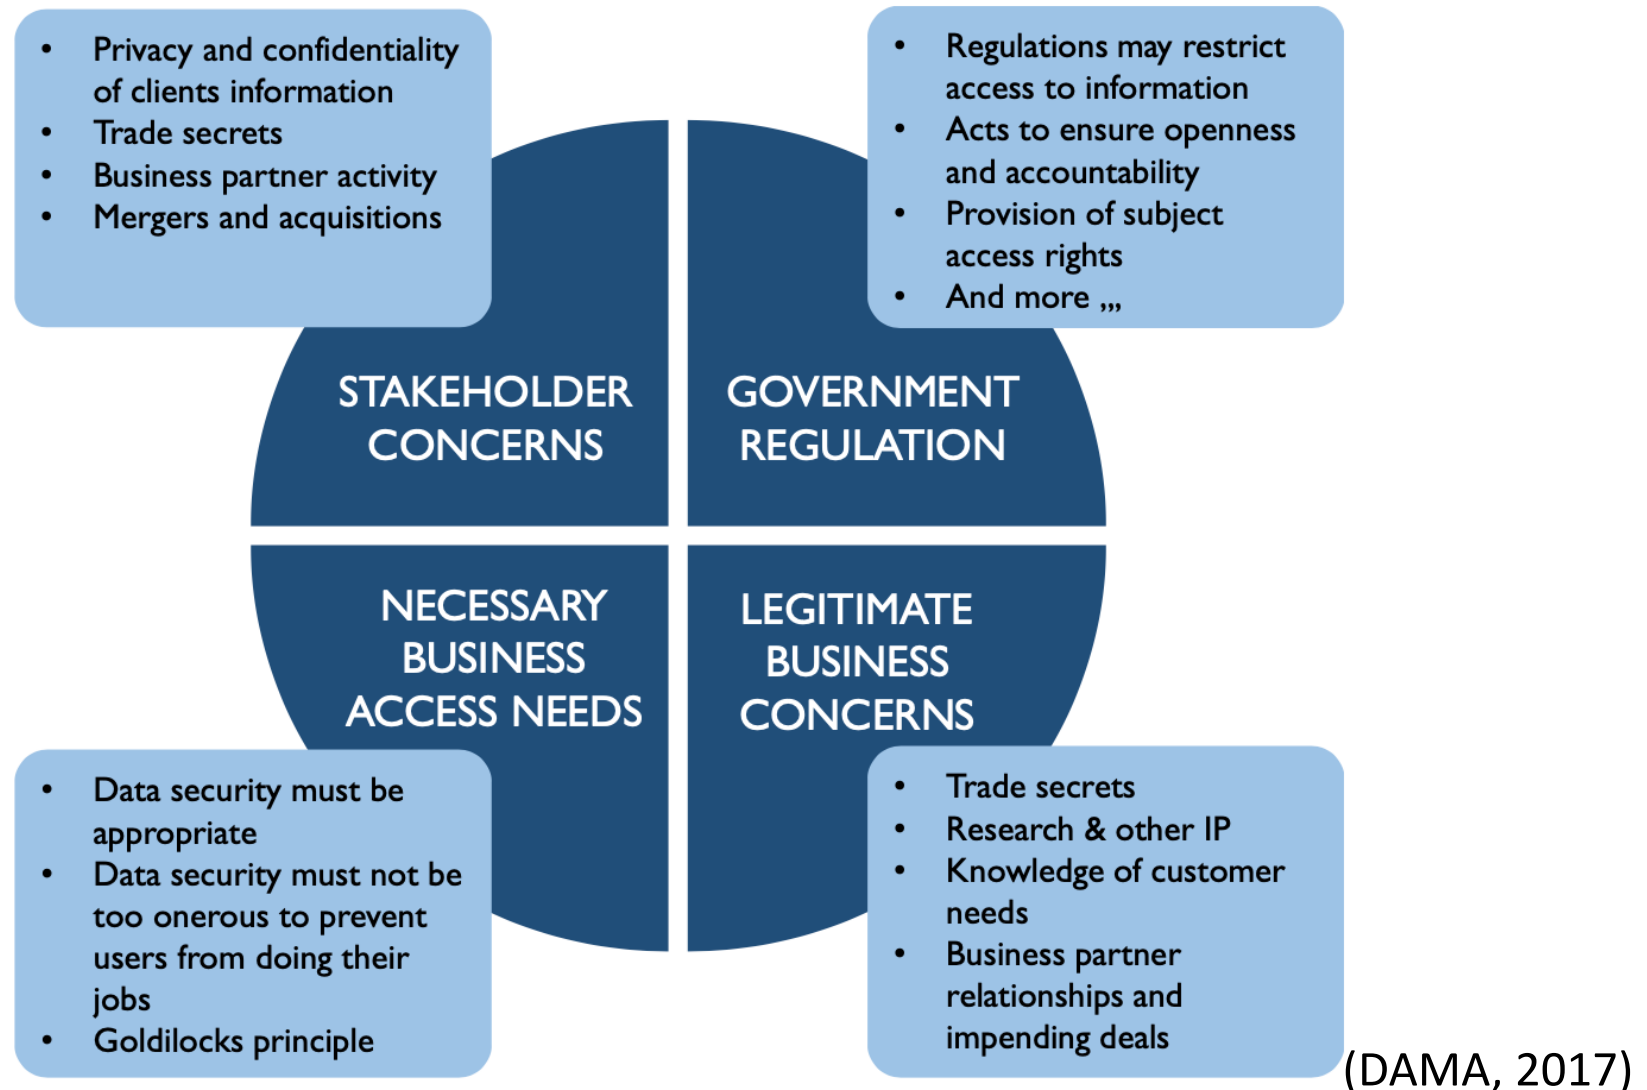 • Privacy and confidentiality
of clients information
• Trade secrets
• Business partner activity
• Mergers and acquisitions
• Regulations may restrict
access to information
• Acts to ensure openness
and accountability
• Provision of subject
access rights
• And more ,,,
STAKEHOLDER
CONCERNS
GOVERNMENT
REGULATION
NECESSARY
BUSINESS
ACCESS NEEDS
LEGITIMATE
BUSINESS
CONCERNS
• Data security must be
appropriate
• Data security must not be
too onerous to prevent
users from doing their
jobs
• Goldilocks principle
• Trade secrets
• Research & other IP
• Knowledge of customer
needs
• Business partner
relationships and
impending deals
(DAMA, 2017)